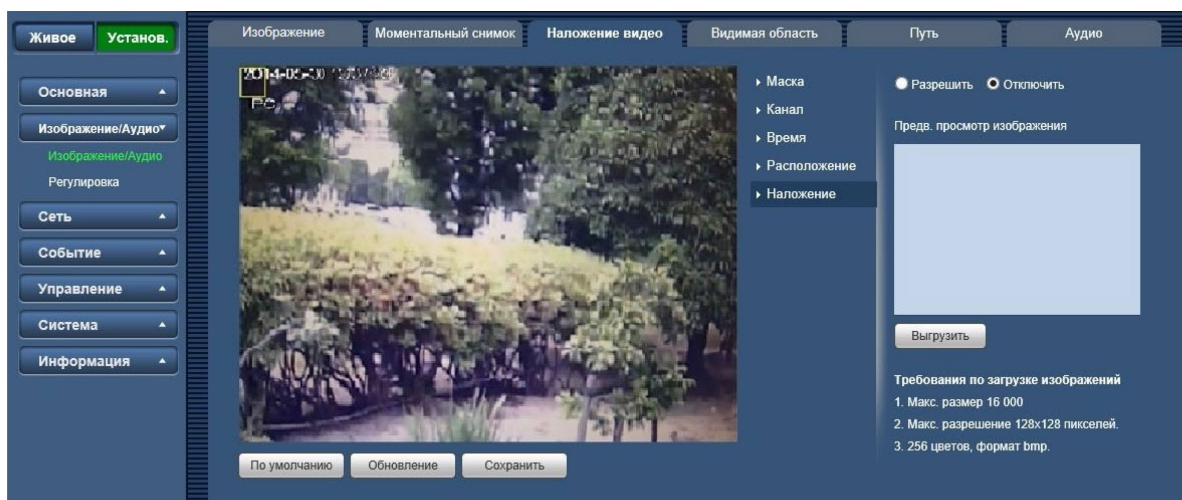 Живое Установ.
Изображение Моментальный снимок Наложение видео Видимая область Путь Аудио
Основная
Изображение/Аудио
Изображение/Аудио
Регулировка
Сеть
Событие
Управление
Система
Информация
PC
Маска
Канал
Время
Расположение
Наложение
Разрешить Отключить
Предв. просмотр изображения
Выгрузить
Требования по загрузке изображений
1. Макс. размер 16 000
2. Макс. разрешение 128x128 пикселей.
3. 256 цветов, формат bmp.
По умолчанию Обновление Сохранить